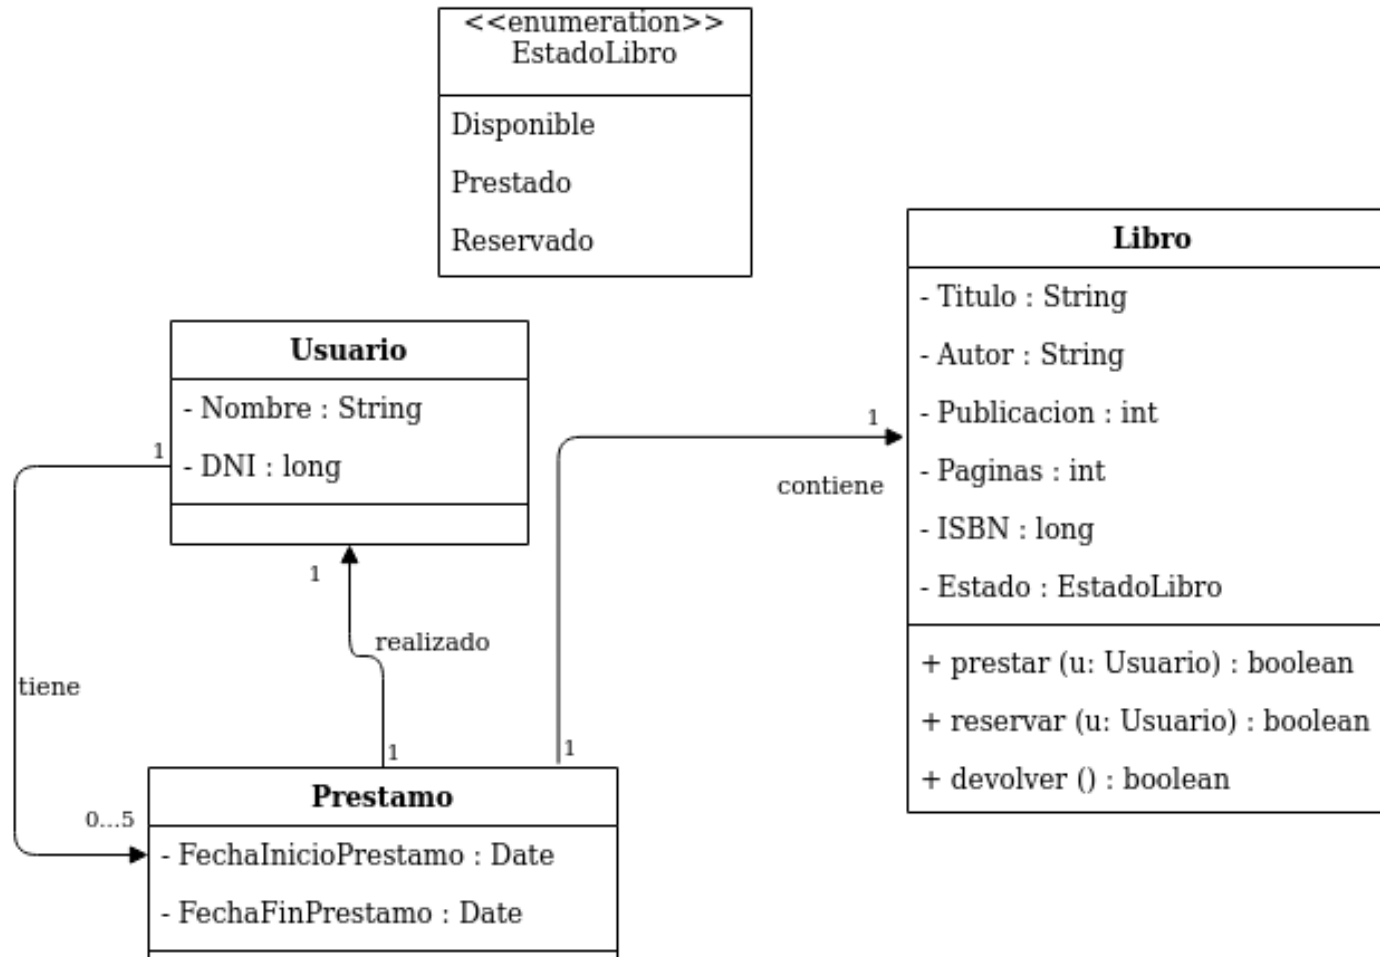 <<enumeration>>
EstadoLibro
Disponible
Prestado
Reservado
Libro
- Titulo : String
- Autor : String
- Publicacion : int
- Paginas : int
- ISBN : long
- Estado : EstadoLibro
+ prestar (u: Usuario) : boolean
+ reservar (u: Usuario) : boolean
+ devolver () : boolean
Usuario
- Nombre : String
- DNI : long
1
1
realizado
1
tiene
0...5
1
contiene
1
Prestamo
- FechaInicioPrestamo : Date
- FechaFinPrestamo : Date